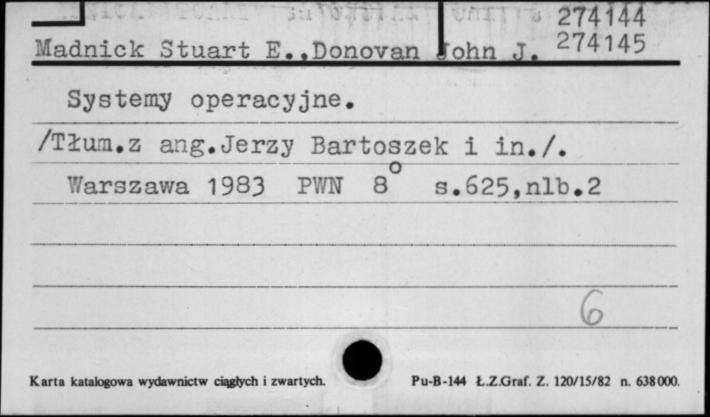 274144
Madnick Stuart E., Donovan John J. 274145
Systemy operacyjne.
/Tłum.z ang.Jerzy Bartoszek i in./.
Warszawa 1983 PWN 8° s.625,nlb.2
6
Karta katalogowa wydawnictw ciągłych i zwartych. Pu-B-144 Ł.Z.Graf. Z. 120/15/82 n. 638000.